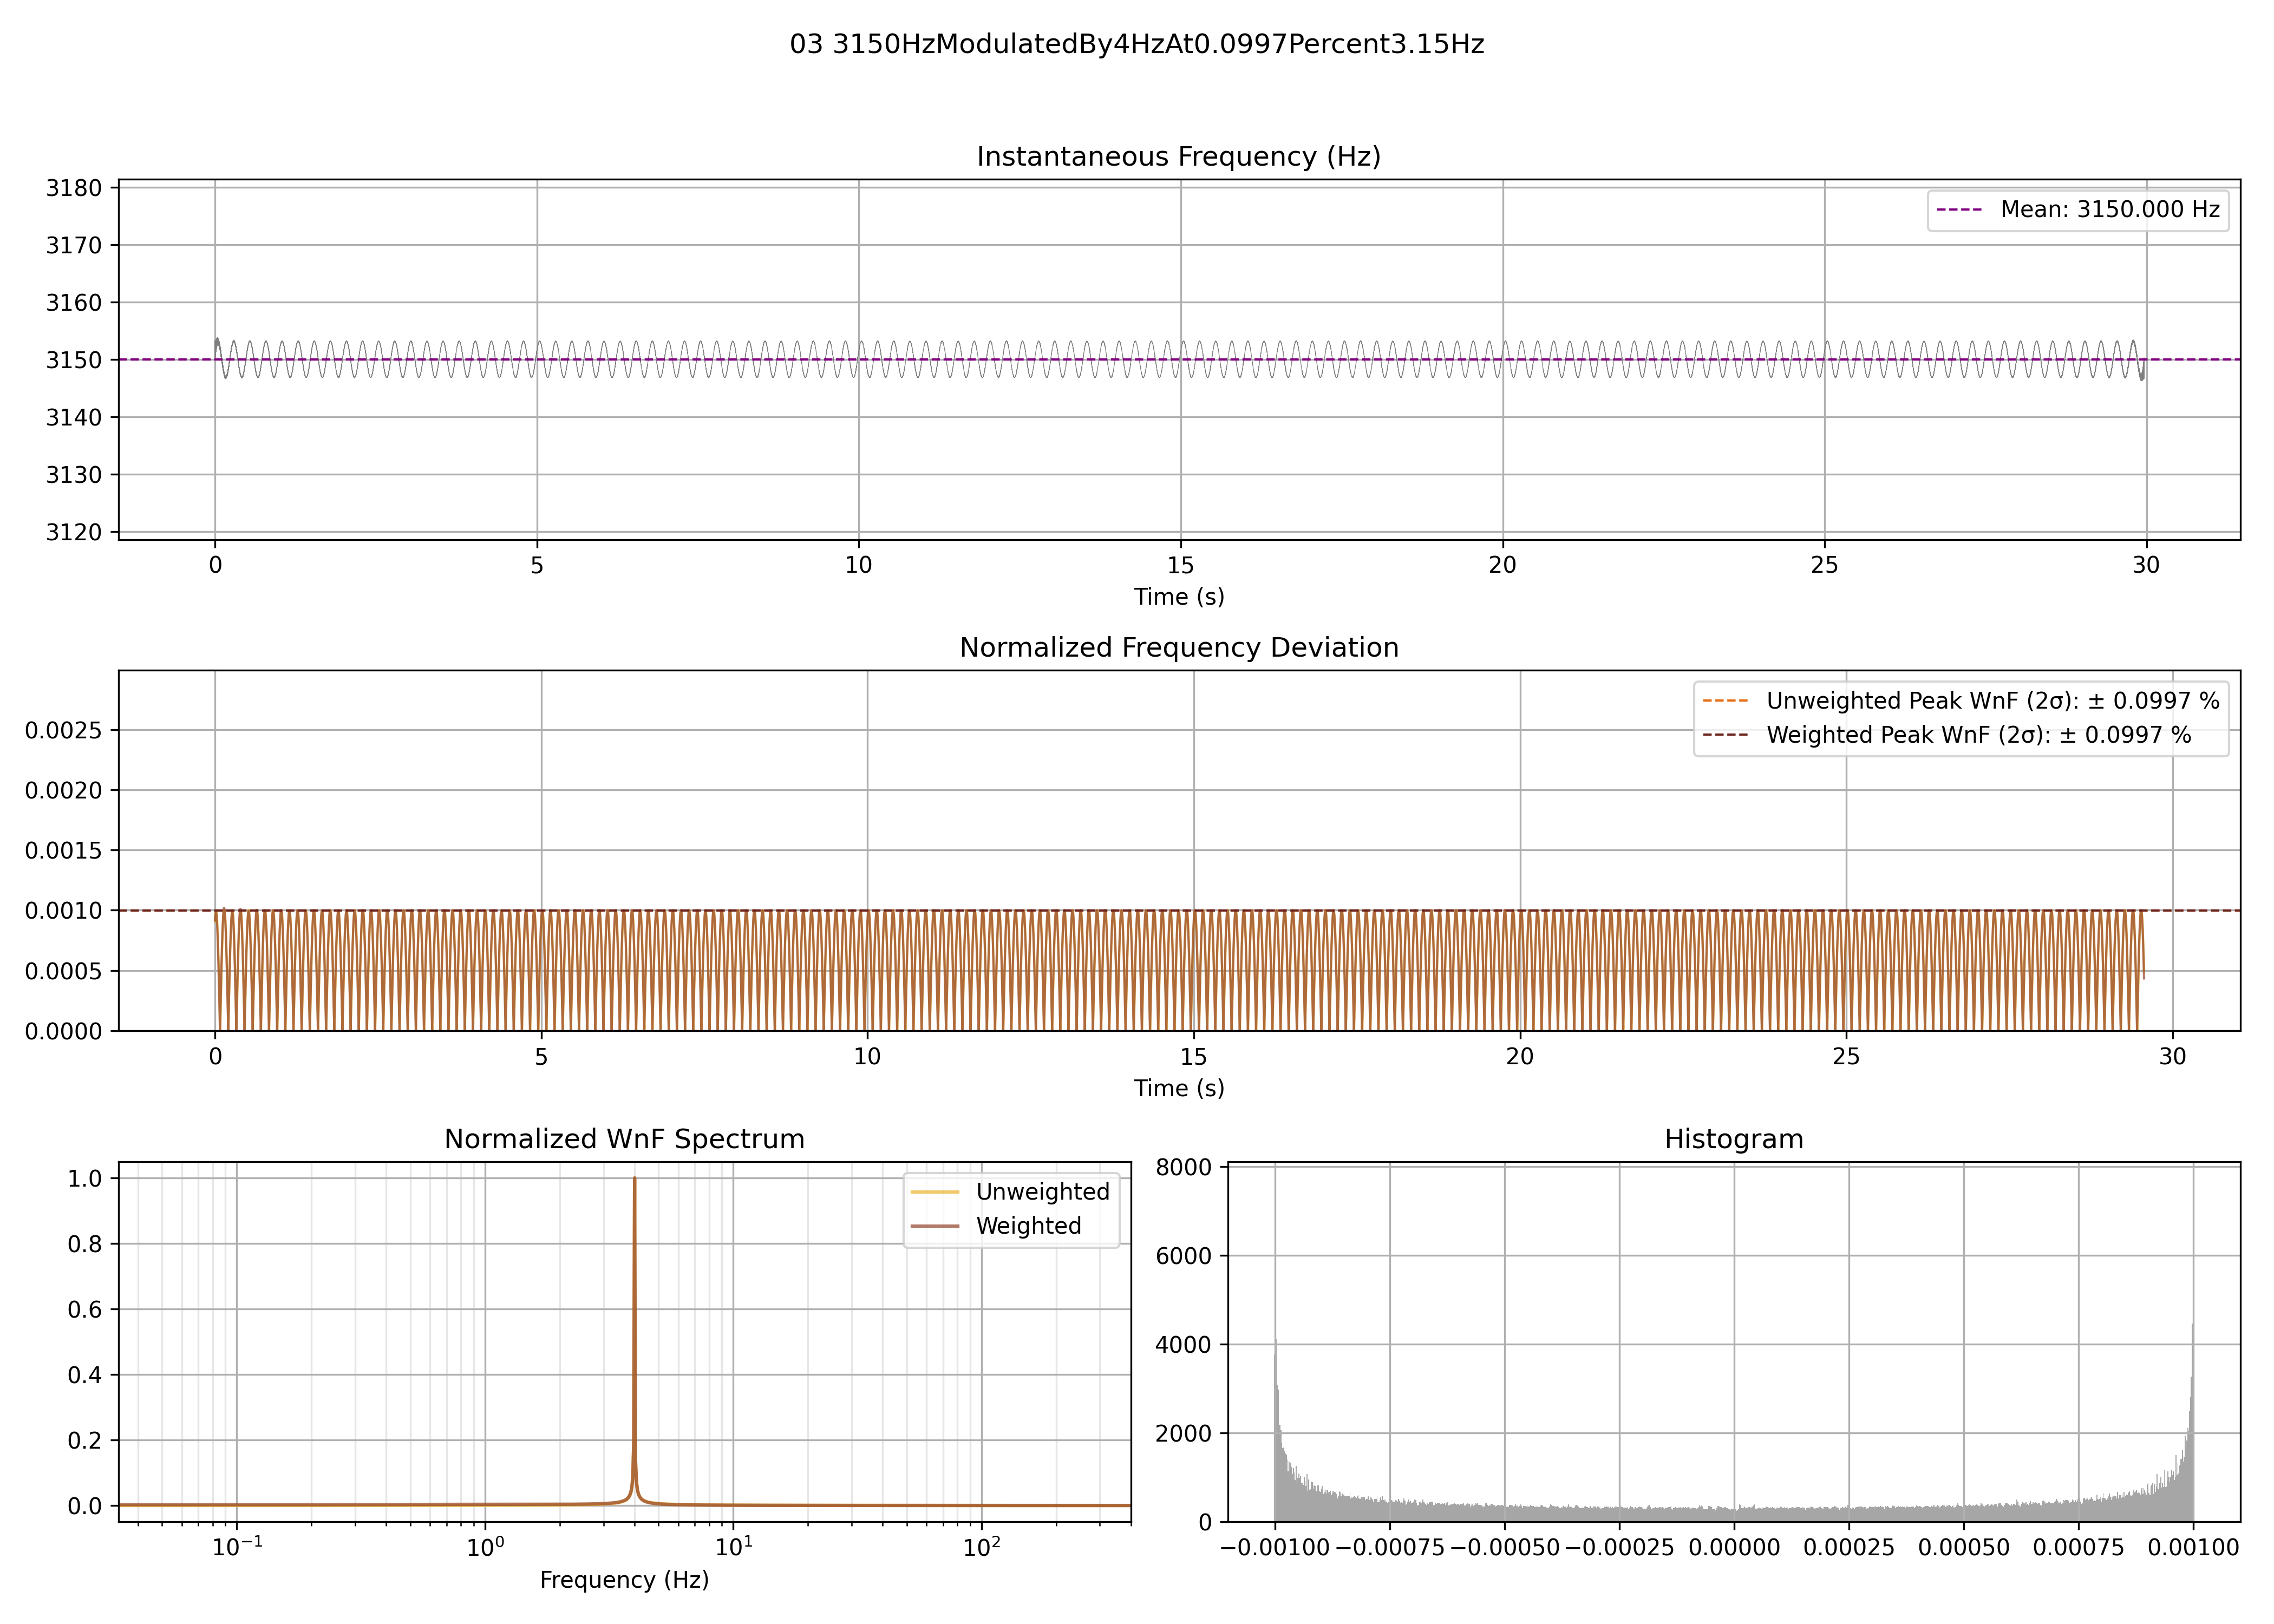 03 3150HzModulatedBy4HzAt0.0997Percent3.15Hz
Instantaneous Frequency (Hz)
3180
3170
3160
3150
3140
3130
3120
Mean: 3150.000 Hz
0 5 10 15 20 25 30
Time (s)
Normalized Frequency Deviation
0.0025
0.0020
0.0015
0.0010
0.0005
0.0000
Unweighted Peak WnF (2σ): ± 0.0997 %
Weighted Peak WnF (2σ): ± 0.0997 %
0 5 10 15 20 25 30
Time (s)
Normalized WnF Spectrum
1.0
0.8
0.6
0.4
0.2
0.0
Unweighted
Weighted
10⁻¹ 10⁰ 10¹ 10²
Frequency (Hz)
Histogram
8000
6000
4000
2000
0
−0.00100 −0.00075 −0.00050 −0.00025 0.00000 0.00025 0.00050 0.00075 0.00100